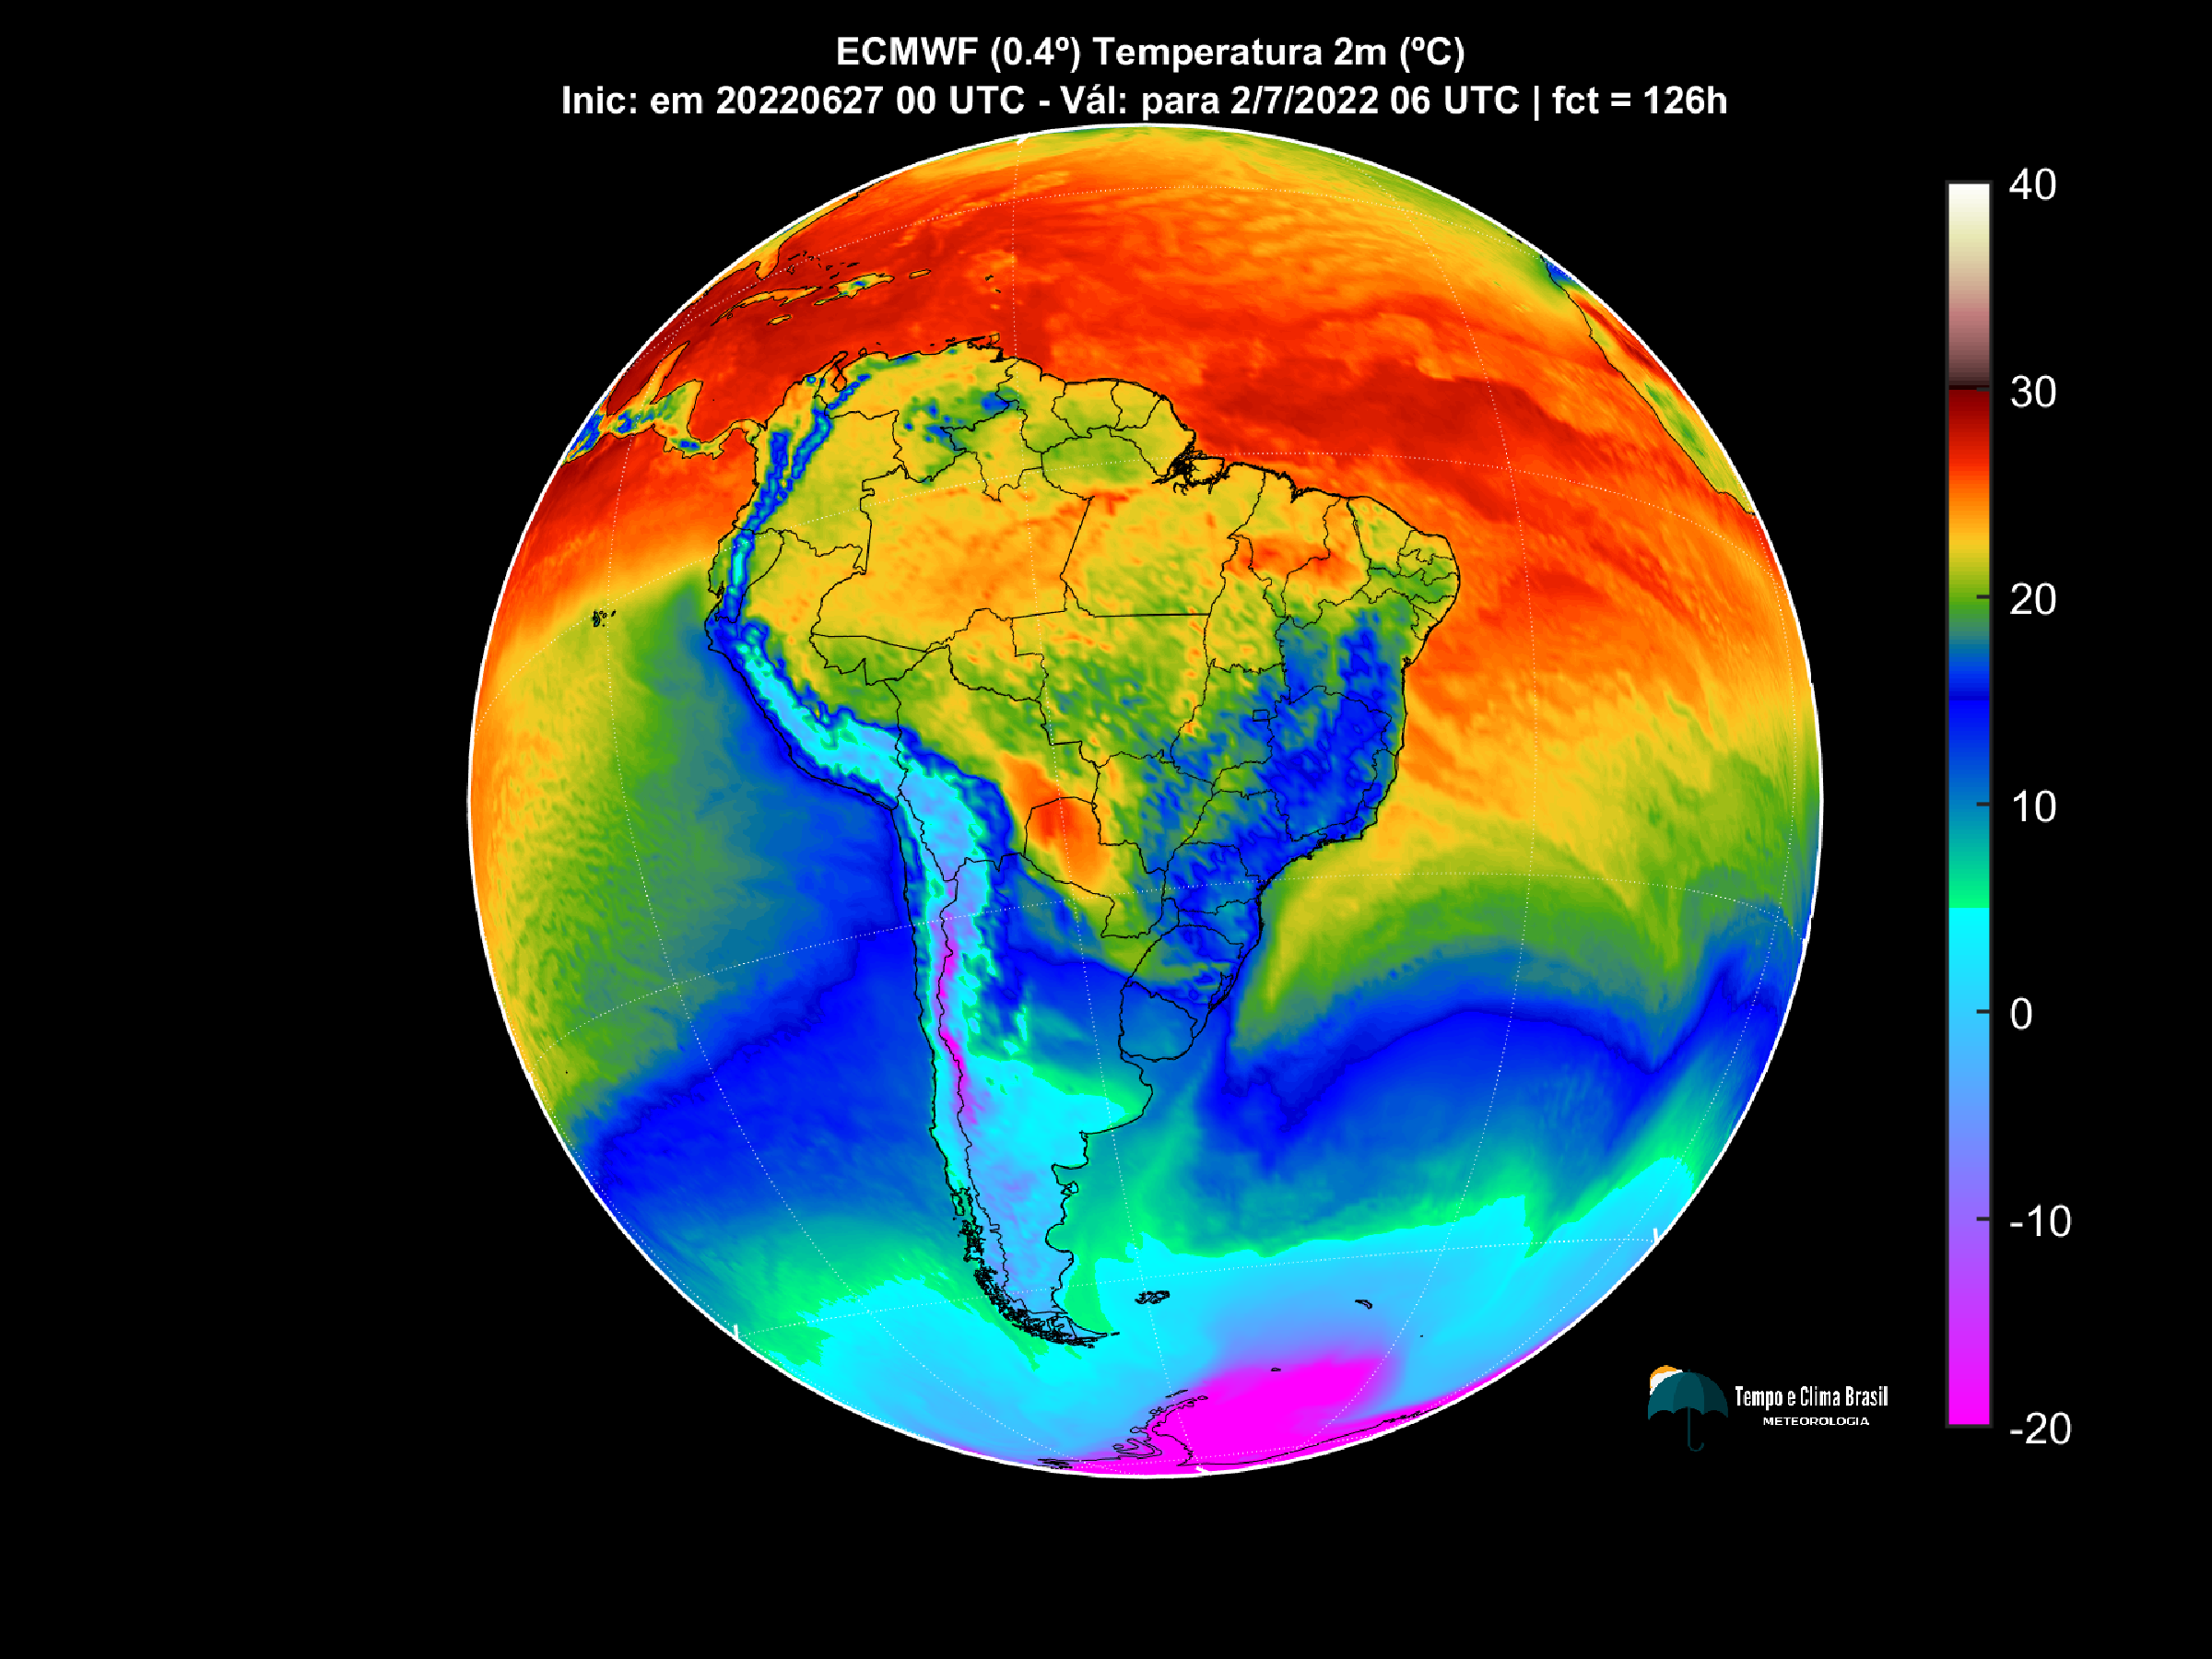 ECMWF (0.4º) Temperatura 2m (ºC)
Inic: em 20220627 00 UTC - Vál: para 2/7/2022 06 UTC | fct = 126h
40
30
20
10
0
-10
-20
Tempo e Clima Brasil
METEOROLOGIA